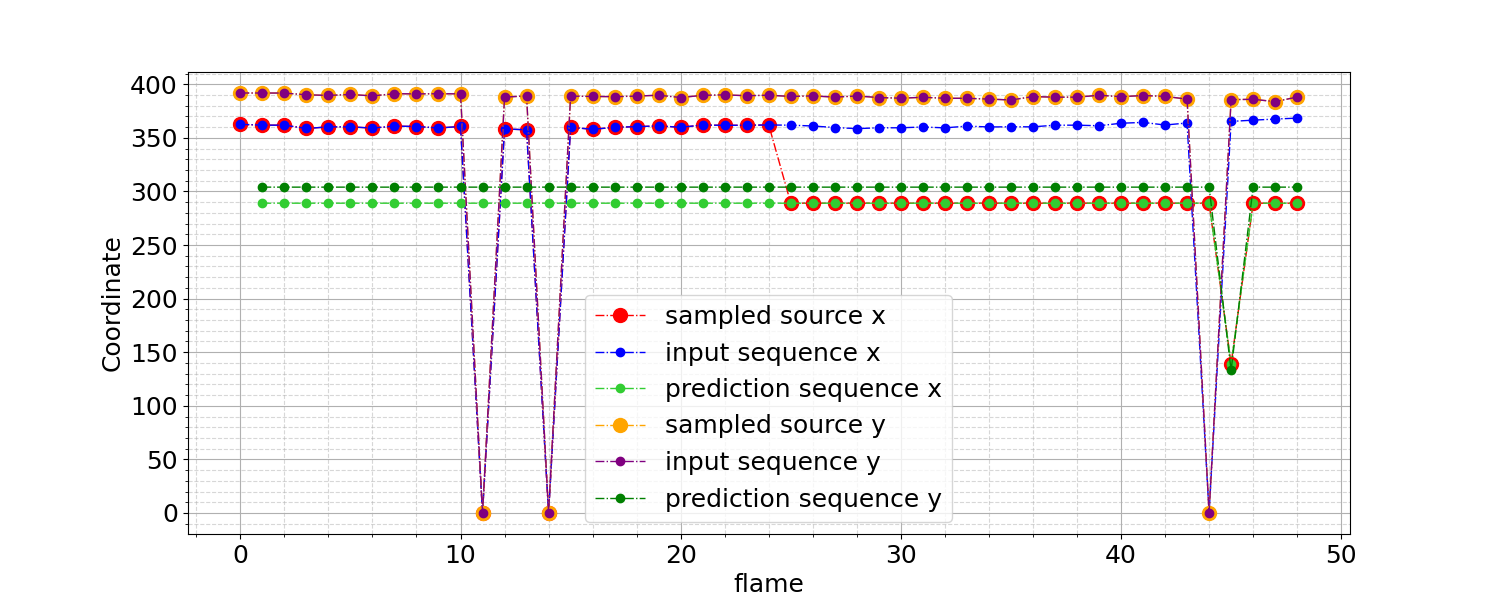 400
350
300
250
200
150
100
50
0
Coordinate
sampled source x
input sequence x
prediction sequence x
sampled source y
input sequence y
prediction sequence y
0 10 20 30 40 50
flame